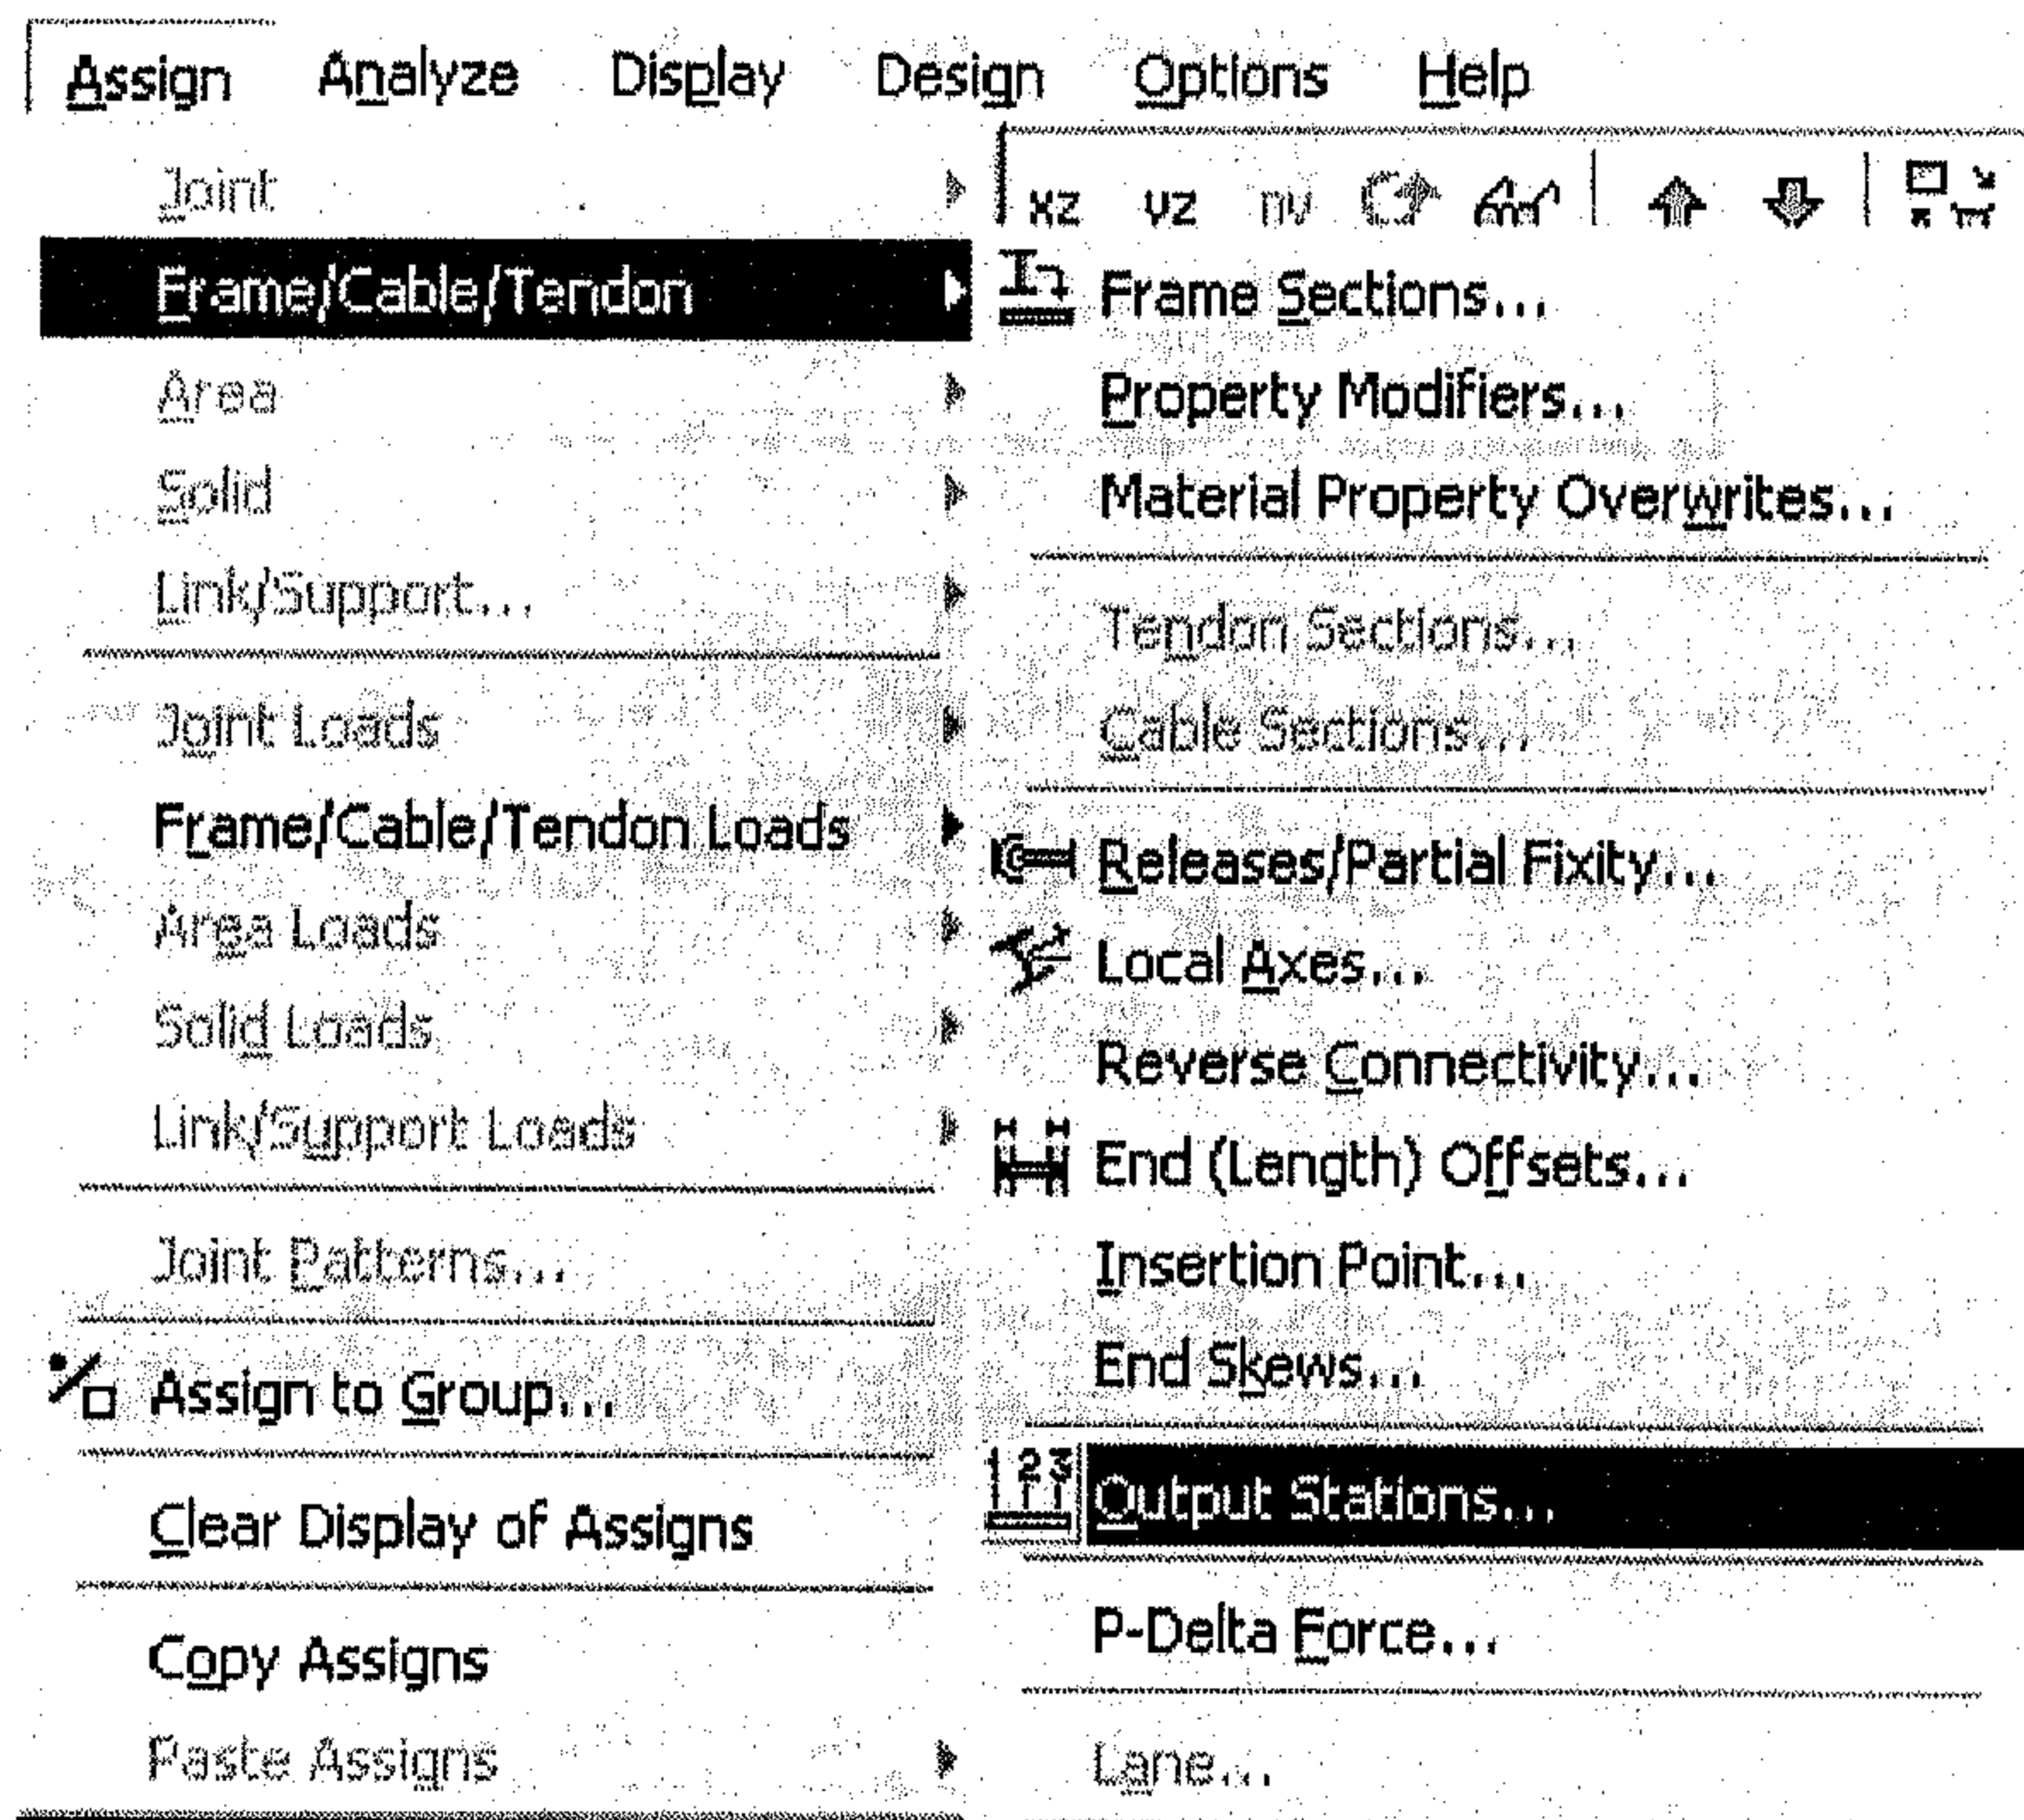 Assign Analyze Display Design Options Help
Joint
Frame/Cable/Tendon
Area
Solid
Link/Support...
Joint Loads
Frame/Cable/Tendon Loads
Area Loads
Solid Loads
Link/Support Loads
Joint Patterns...
Assign to Group...
Clear Display of Assigns
Copy Assigns
Paste Assigns
xz yz nv
Frame Sections...
Property Modifiers...
Material Property Overwrites...
Tendon Sections...
Cable Sections...
Releases/Partial Fixity...
Local Axes...
Reverse Connectivity...
End (Length) Offsets...
Insertion Point...
End Skews...
123 Output Stations...
P-Delta Force...
Lane...